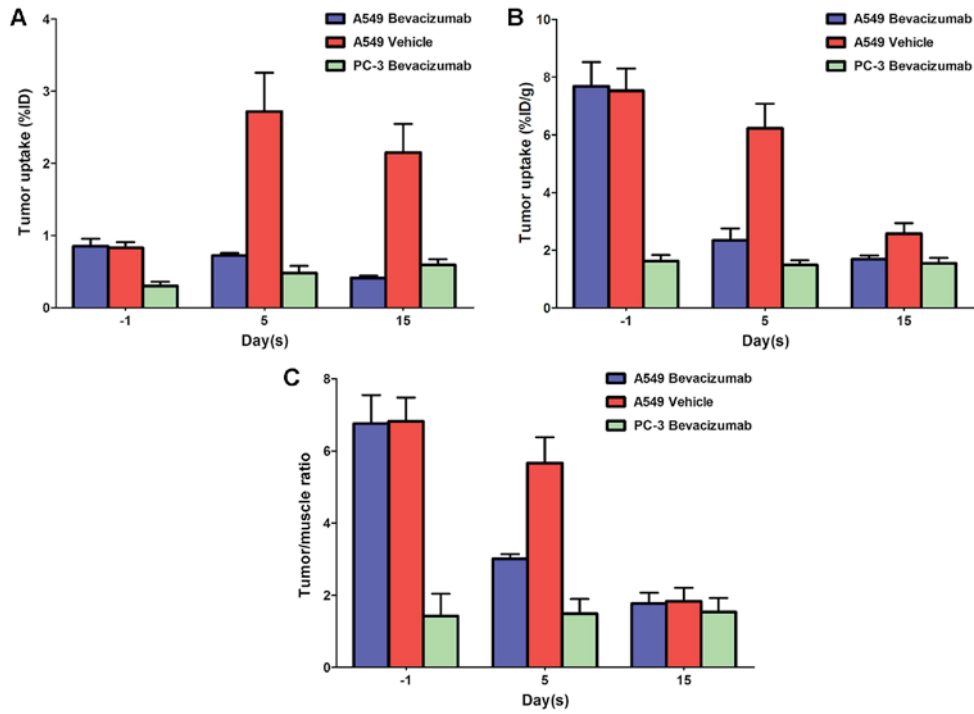 A
4
3
2
1
0
Tumor uptake (%ID)
A549 Bevacizumab
A549 Vehicle
PC-3 Bevacizumab
-1 5 15
Day(s)
B
10
8
6
4
2
0
Tumor uptake (%ID/g)
A549 Bevacizumab
A549 Vehicle
PC-3 Bevacizumab
-1 5 15
Day(s)
C
8
6
4
2
0
Tumor/muscle ratio
A549 Bevacizumab
A549 Vehicle
PC-3 Bevacizumab
-1 5 15
Day(s)